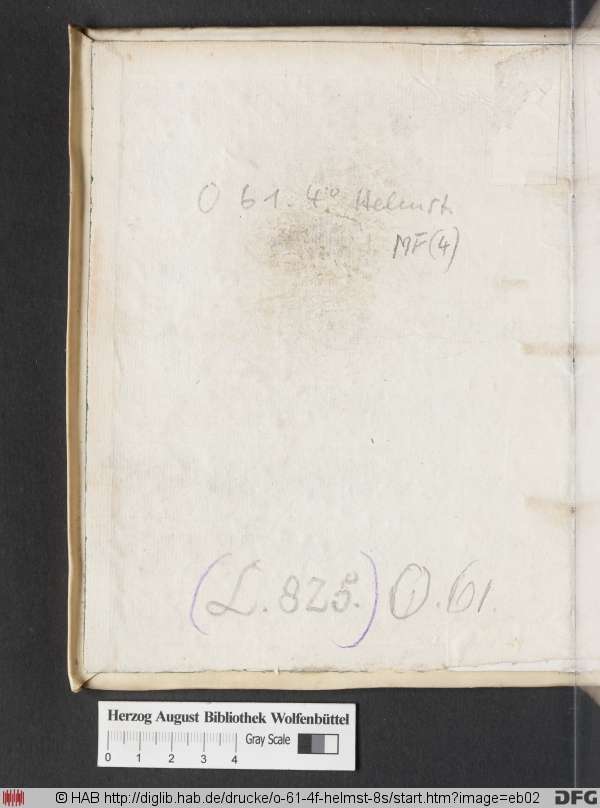 O 61. 4° Helmst.
MF(4)
(L. 825.) O. 61.
Herzog August Bibliothek Wolfenbüttel
Gray Scale
0 1 2 3 4
© HAB http://diglib.hab.de/drucke/o-61-4f-helmst-8s/start.htm?image=eb02
DFG